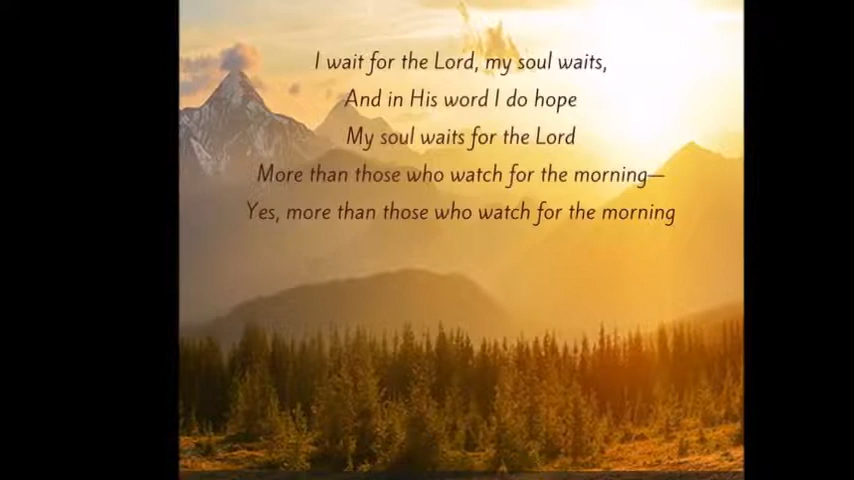 I wait for the Lord, my soul waits,
And in His word I do hope
My soul waits for the Lord
More than those who watch for the morning—
Yes, more than those who watch for the morning